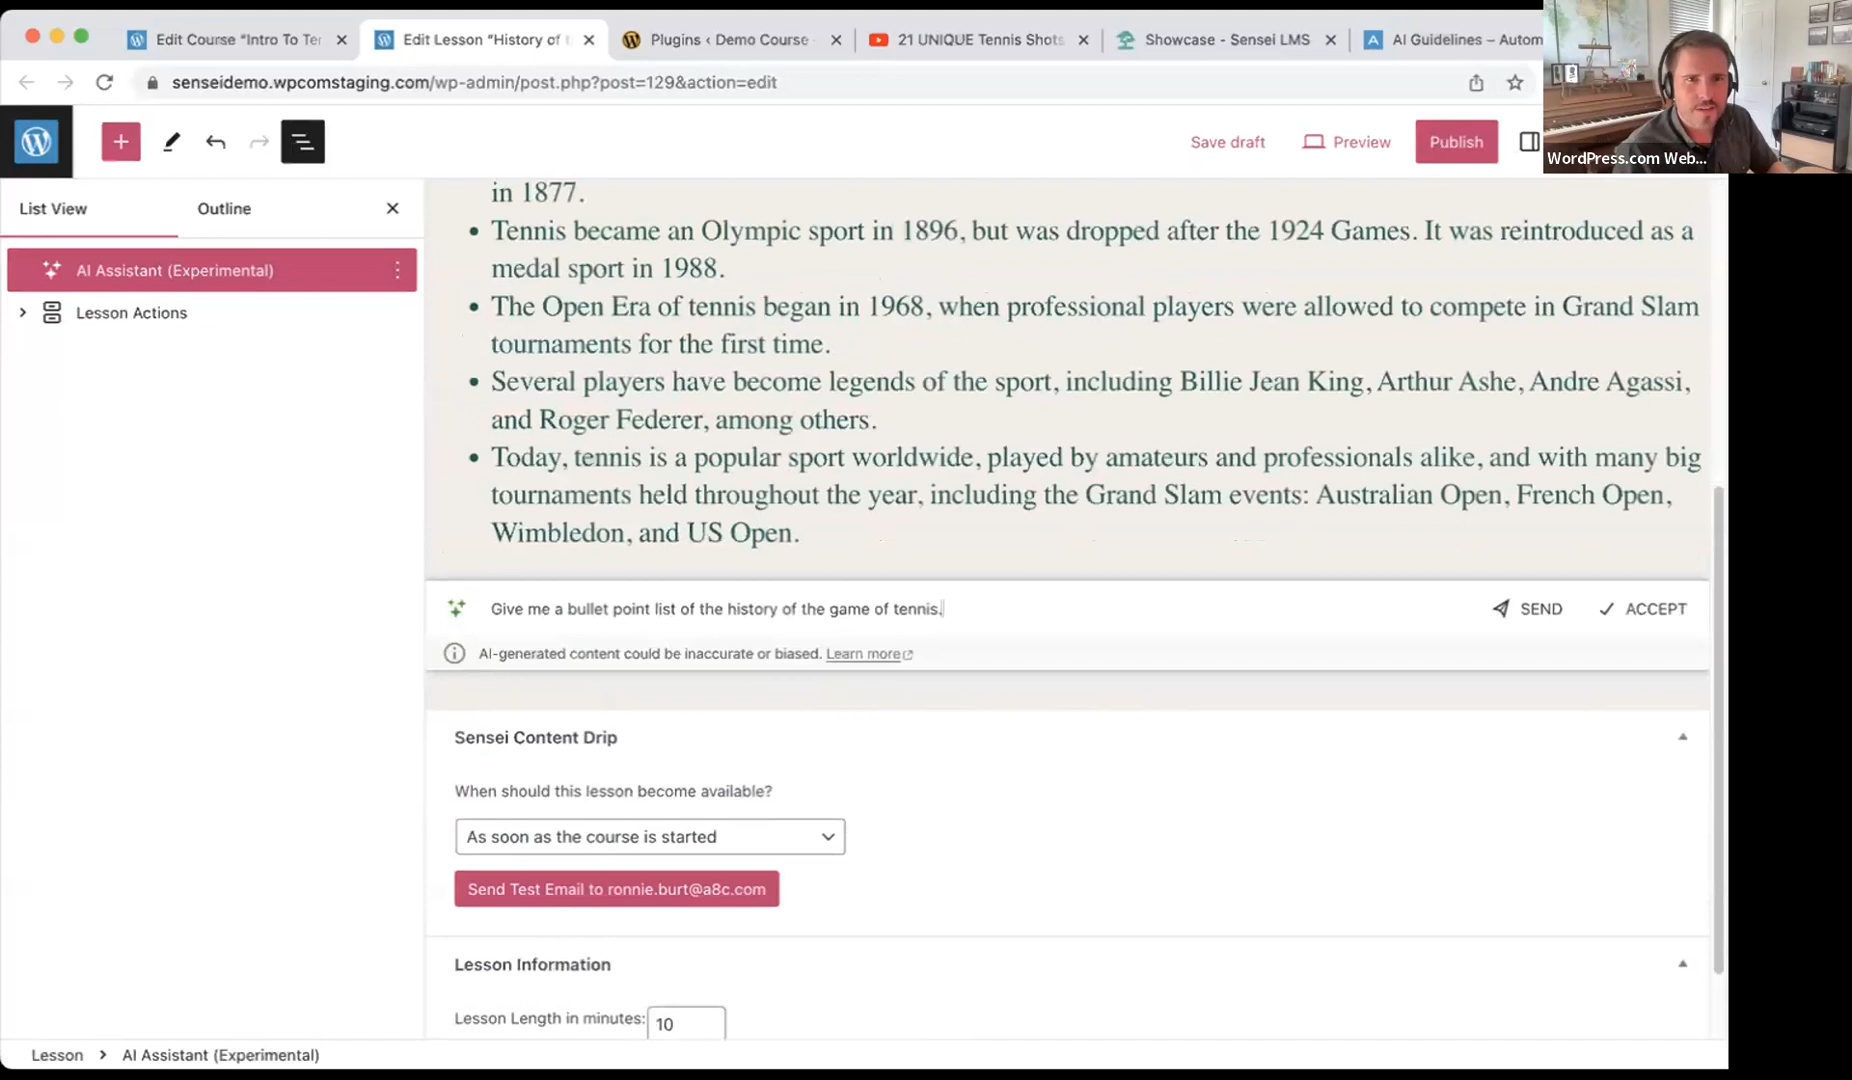 Edit Course “Intro To Ter
Edit Lesson “History of t
Plugins ‹ Demo Course -
21 UNIQUE Tennis Shots
Showcase - Sensei LMS
AI Guidelines – Autom
senseidemo.wpcomstaging.com/wp-admin/post.php?post=129&action=edit
WordPress.com Web...
Save draft
Preview
Publish
List View
Outline
AI Assistant (Experimental)
Lesson Actions
in 1877.
• Tennis became an Olympic sport in 1896, but was dropped after the 1924 Games. It was reintroduced as a
medal sport in 1988.
• The Open Era of tennis began in 1968, when professional players were allowed to compete in Grand Slam
tournaments for the first time.
• Several players have become legends of the sport, including Billie Jean King, Arthur Ashe, Andre Agassi,
and Roger Federer, among others.
• Today, tennis is a popular sport worldwide, played by amateurs and professionals alike, and with many big
tournaments held throughout the year, including the Grand Slam events: Australian Open, French Open,
Wimbledon, and US Open.
Give me a bullet point list of the history of the game of tennis.
SEND
ACCEPT
AI-generated content could be inaccurate or biased. Learn more
Sensei Content Drip
When should this lesson become available?
As soon as the course is started
Send Test Email to ronnie.burt@a8c.com
Lesson Information
Lesson Length in minutes: 10
Lesson > AI Assistant (Experimental)